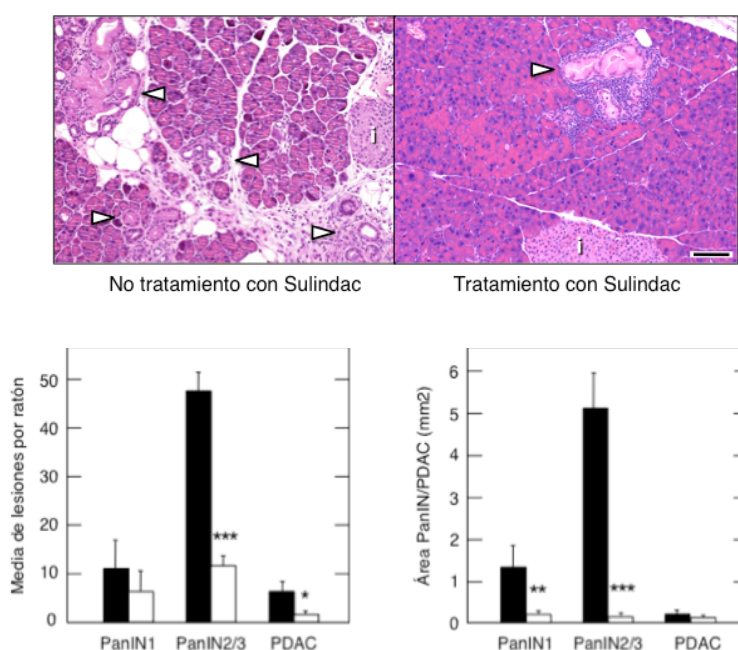 i
i
No tratamiento con Sulindac
Tratamiento con Sulindac
Media de lesiones por ratón
50
40
30
20
10
0
***
*
PanIN1 PanIN2/3 PDAC
Área PanIN/PDAC (mm2)
6
5
4
3
2
1
0
**
***
PanIN1 PanIN2/3 PDAC